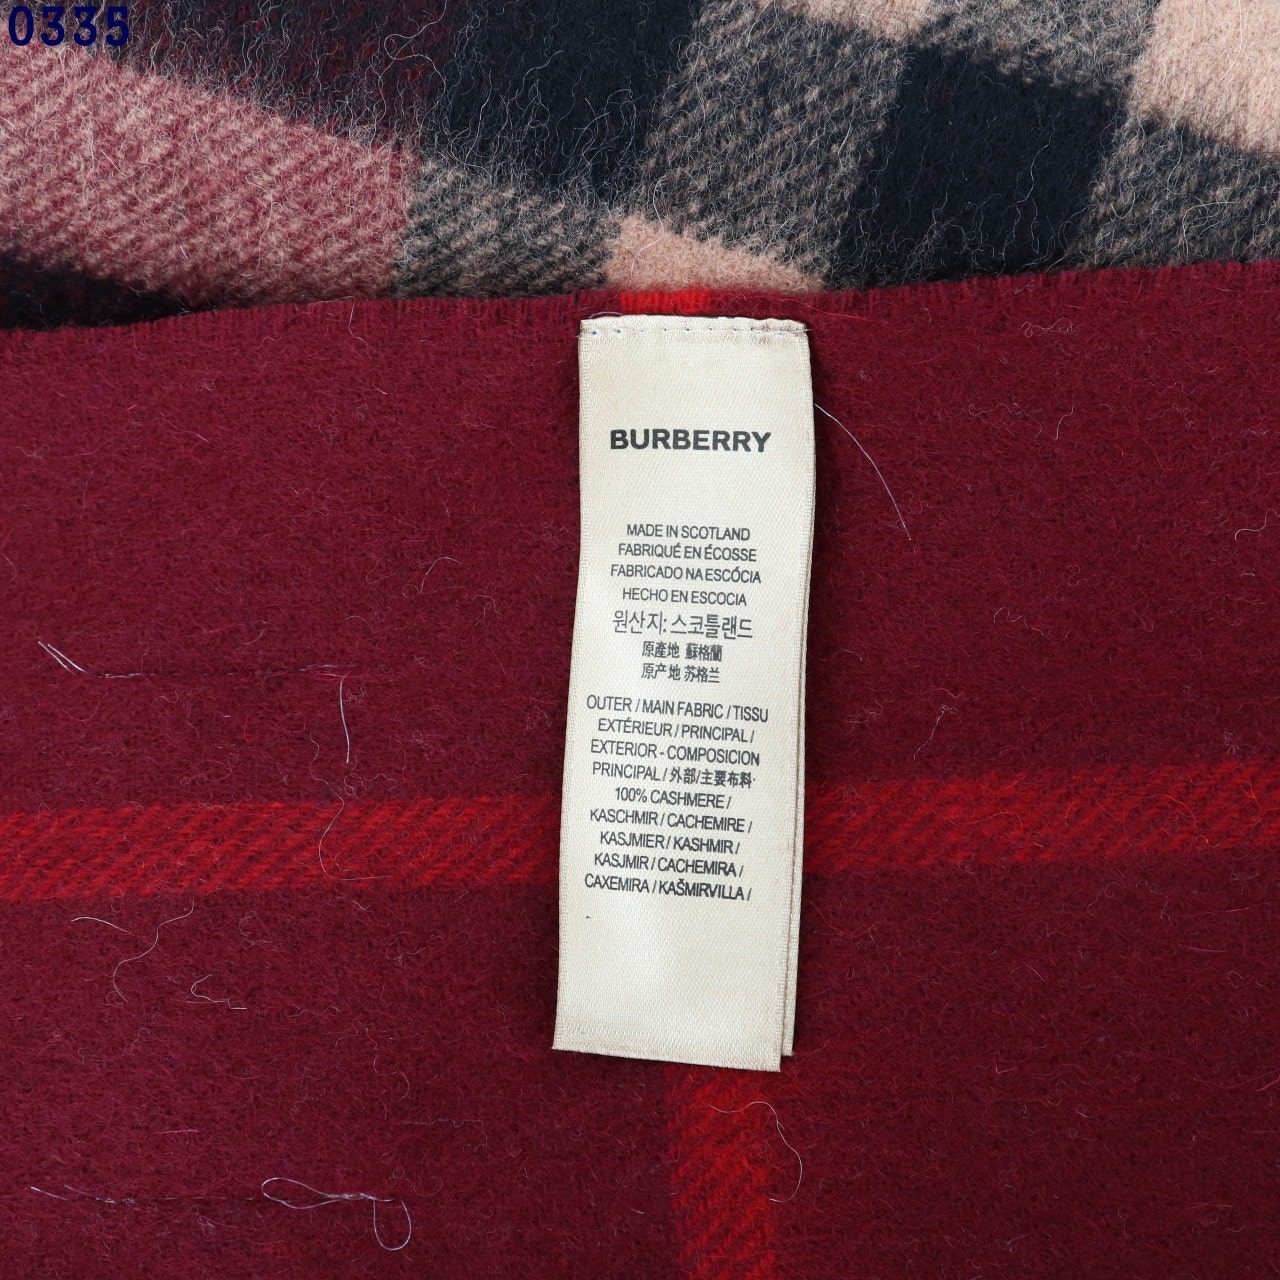 0335
BURBERRY
MADE IN SCOTLAND
FABRIQUÉ EN ÉCOSSE
FABRICADO NA ESCÓCIA
HECHO EN ESCOCIA
원산지: 스코틀랜드
原產地 蘇格蘭
原产地 苏格兰
OUTER / MAIN FABRIC / TISSU
EXTÉRIEUR / PRINCIPAL /
EXTERIOR - COMPOSICION
PRINCIPAL / 外部/主要布料·
100% CASHMERE /
KASCHMIR / CACHEMIRE /
KASJMIER / KASHMIR /
KAŠJMIR / CACHEMIRA /
CAXEMIRA / KAŠMIRVILLA /